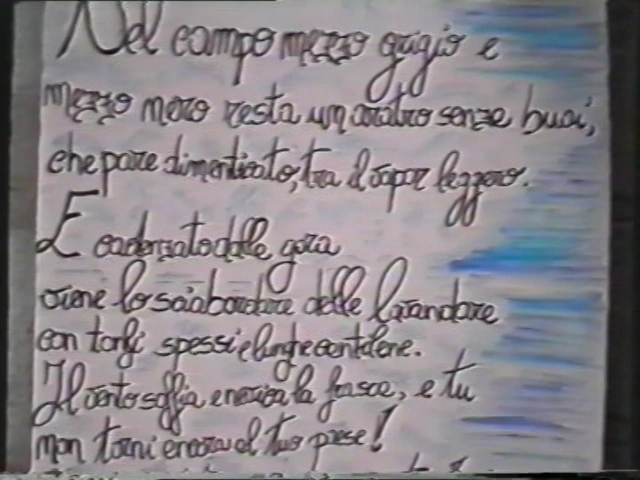 Nel campo mezzo grigio e
mezzo nero resta un aratro senza buoi,
che pare dimenticato, tra il vapor leggero.
E cadenzato dalla gora
viene lo sciabordare delle lavandare
con tonfi spessi e lunghe cantilene.
Il vento soffia e nevica la frasca, e tu
non torni ancora al tuo paese!